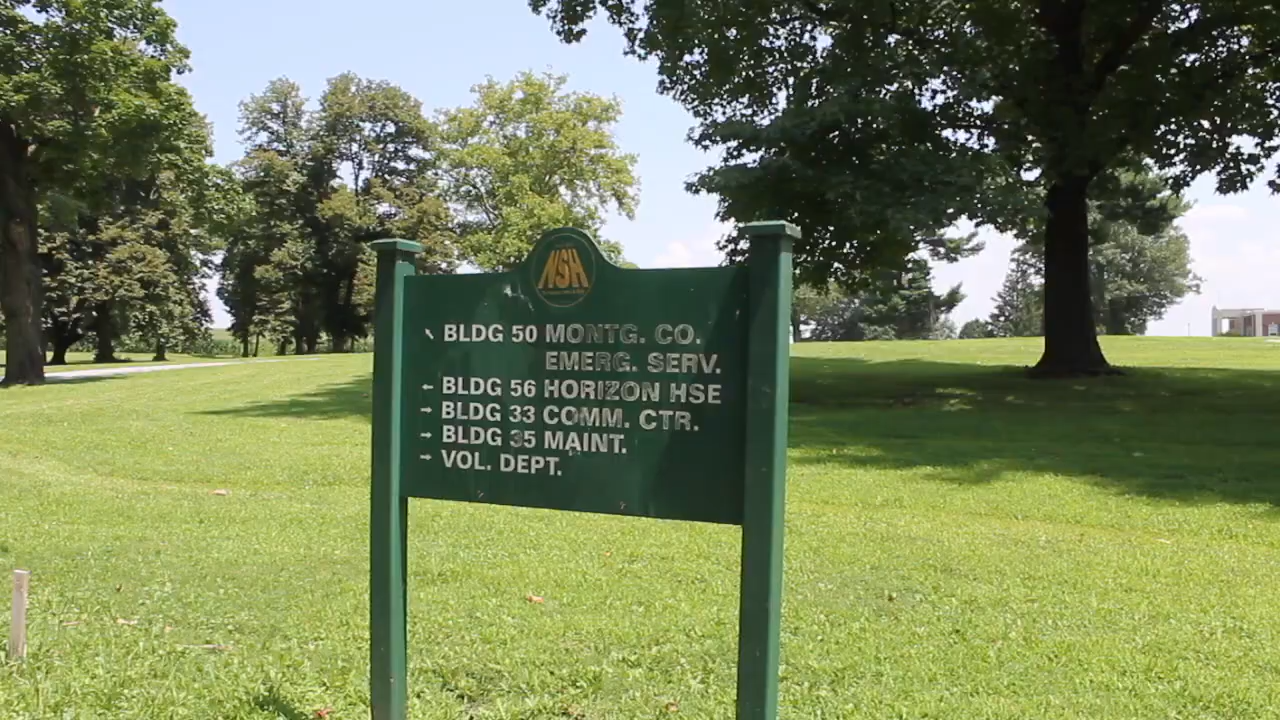 NSH
BLDG 50 MONTG. CO.
EMERG. SERV.
BLDG 56 HORIZON HSE
BLDG 33 COMM. CTR.
BLDG 35 MAINT.
VOL. DEPT.